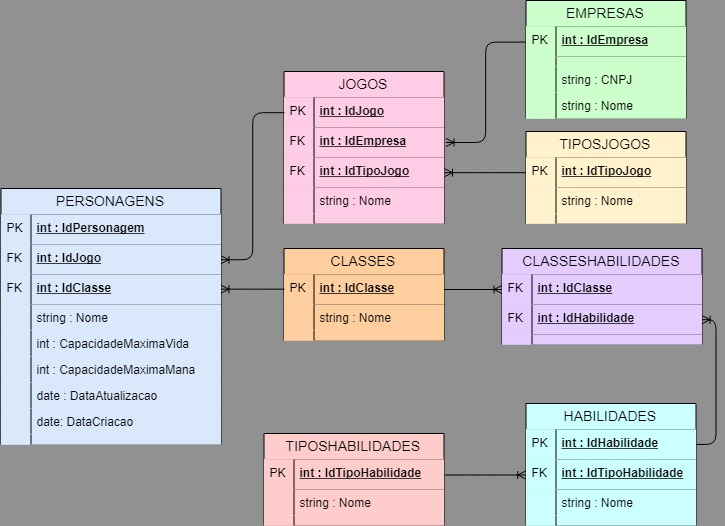 EMPRESAS
PK int : IdEmpresa
string : CNPJ
string : Nome
JOGOS
PK int : IdJogo
FK int : IdEmpresa
FK int : IdTipoJogo
string : Nome
TIPOSJOGOS
PK int : IdTipoJogo
string : Nome
PERSONAGENS
PK int : IdPersonagem
FK int : IdJogo
FK int : IdClasse
string : Nome
int : CapacidadeMaximaVida
int : CapacidadeMaximaMana
date : DataAtualizacao
date: DataCriacao
CLASSES
PK int : IdClasse
string : Nome
CLASSESHABILIDADES
FK int : IdClasse
FK int : IdHabilidade
TIPOSHABILIDADES
PK int : IdTipoHabilidade
string : Nome
HABILIDADES
PK int : IdHabilidade
FK int : IdTipoHabilidade
string : Nome